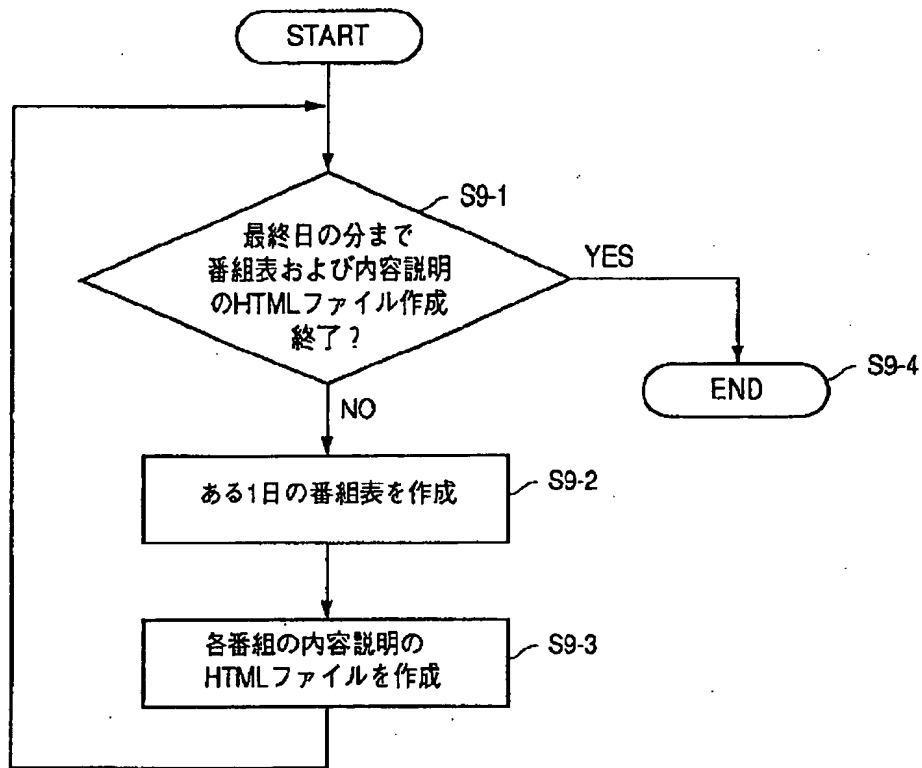 START
S9-1
最終日の分まで
番組表および内容説明
のHTMLファイル作成
終了？
YES
END
S9-4
NO
ある1日の番組表を作成
S9-2
各番組の内容説明の
HTMLファイルを作成
S9-3